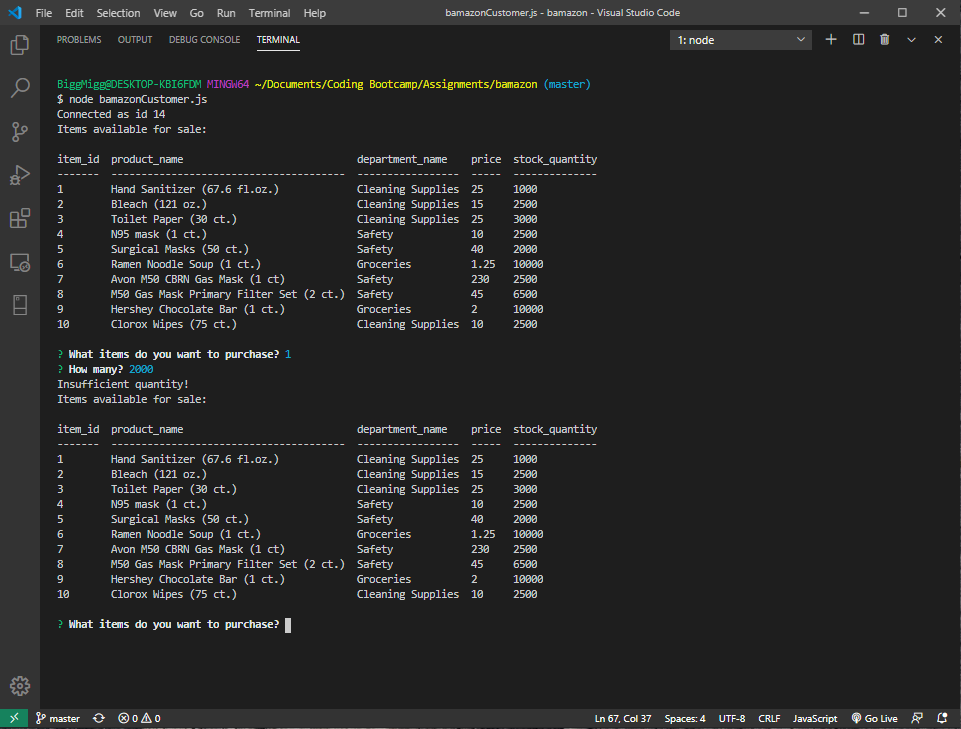 File Edit Selection View Go Run Terminal Help bamazonCustomer.js - bamazon - Visual Studio Code
PROBLEMS OUTPUT DEBUG CONSOLE TERMINAL 1: node
BiggMigg@DESKTOP-KBI6FDM MINGW64 ~/Documents/Coding Bootcamp/Assignments/bamazon (master)
$ node bamazonCustomer.js
Connected as id 14
Items available for sale:
item_id product_name department_name price stock_quantity
------- --------------------------------------- ----------------- ----- --------------
1 Hand Sanitizer (67.6 fl.oz.) Cleaning Supplies 25 1000
2 Bleach (121 oz.) Cleaning Supplies 15 2500
3 Toilet Paper (30 ct.) Cleaning Supplies 25 3000
4 N95 mask (1 ct.) Safety 10 2500
5 Surgical Masks (50 ct.) Safety 40 2000
6 Ramen Noodle Soup (1 ct.) Groceries 1.25 10000
7 Avon M50 CBRN Gas Mask (1 ct) Safety 230 2500
8 M50 Gas Mask Primary Filter Set (2 ct.) Safety 45 6500
9 Hershey Chocolate Bar (1 ct.) Groceries 2 10000
10 Clorox Wipes (75 ct.) Cleaning Supplies 10 2500
? What items do you want to purchase? 1
? How many? 2000
Insufficient quantity!
Items available for sale:
item_id product_name department_name price stock_quantity
------- --------------------------------------- ----------------- ----- --------------
1 Hand Sanitizer (67.6 fl.oz.) Cleaning Supplies 25 1000
2 Bleach (121 oz.) Cleaning Supplies 15 2500
3 Toilet Paper (30 ct.) Cleaning Supplies 25 3000
4 N95 mask (1 ct.) Safety 10 2500
5 Surgical Masks (50 ct.) Safety 40 2000
6 Ramen Noodle Soup (1 ct.) Groceries 1.25 10000
7 Avon M50 CBRN Gas Mask (1 ct) Safety 230 2500
8 M50 Gas Mask Primary Filter Set (2 ct.) Safety 45 6500
9 Hershey Chocolate Bar (1 ct.) Groceries 2 10000
10 Clorox Wipes (75 ct.) Cleaning Supplies 10 2500
? What items do you want to purchase?
master 0 0 Ln 67, Col 37 Spaces: 4 UTF-8 CRLF JavaScript Go Live